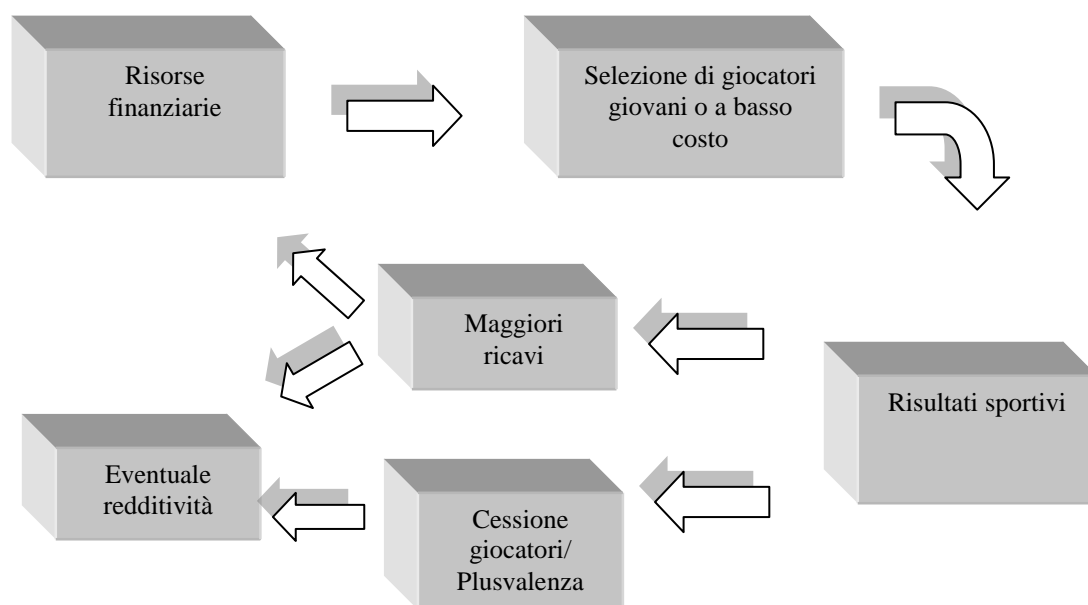 Risorse
finanziarie
Selezione di giocatori
giovani o a basso
costo
Maggiori
ricavi
Risultati sportivi
Eventuale
redditività
Cessione
giocatori/
Plusvalenza